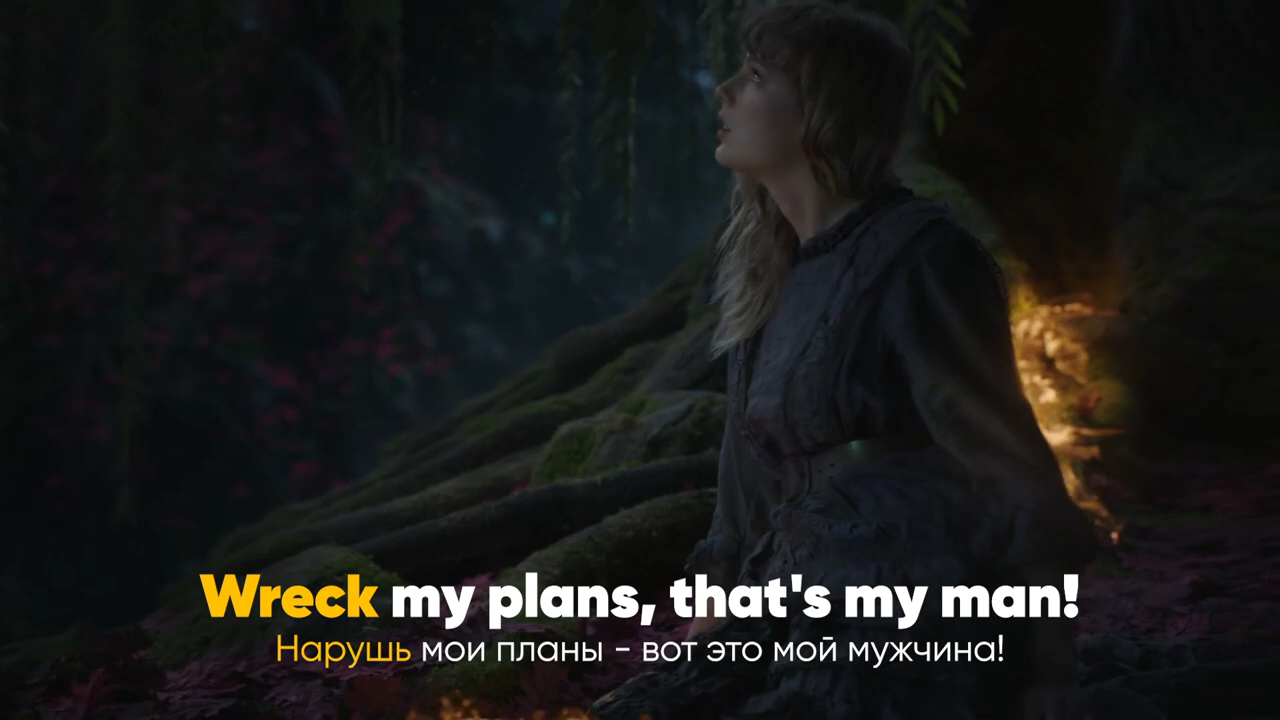 Wreck my plans, that's my man!
Нарушь мои планы - вот это мой мужчина!